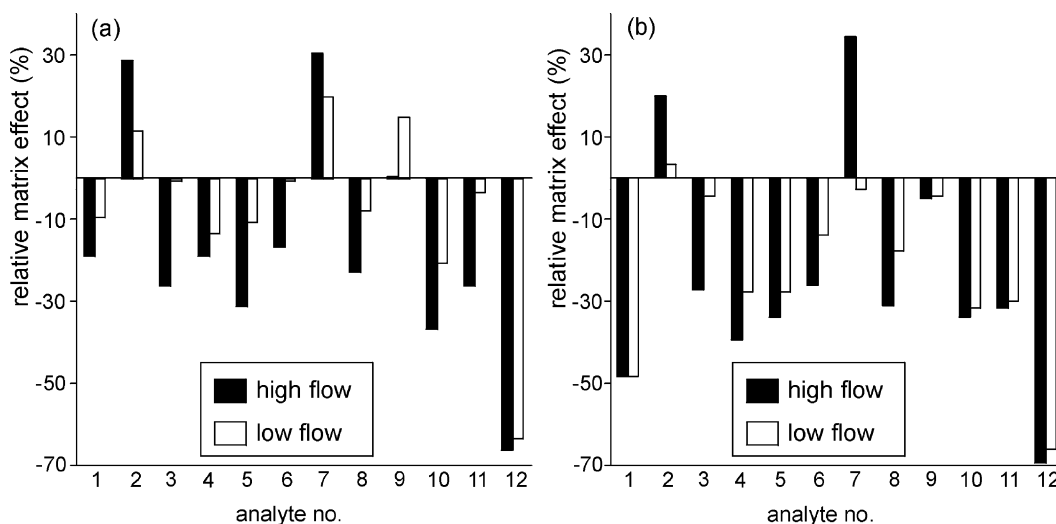 (a)
relative matrix effect (%)
30
10
-10
-30
-50
-70
high flow
low flow
1 2 3 4 5 6 7 8 9 10 11 12
analyte no.
(b)
relative matrix effect (%)
30
10
-10
-30
-50
-70
high flow
low flow
1 2 3 4 5 6 7 8 9 10 11 12
analyte no.